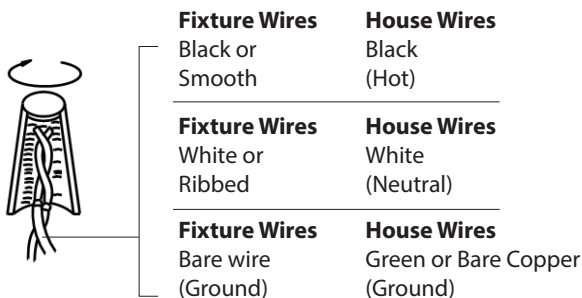 Fixture Wires House Wires
Black or Black
Smooth (Hot)
Fixture Wires House Wires
White or White
Ribbed (Neutral)
Fixture Wires House Wires
Bare wire Green or Bare Copper
(Ground) (Ground)